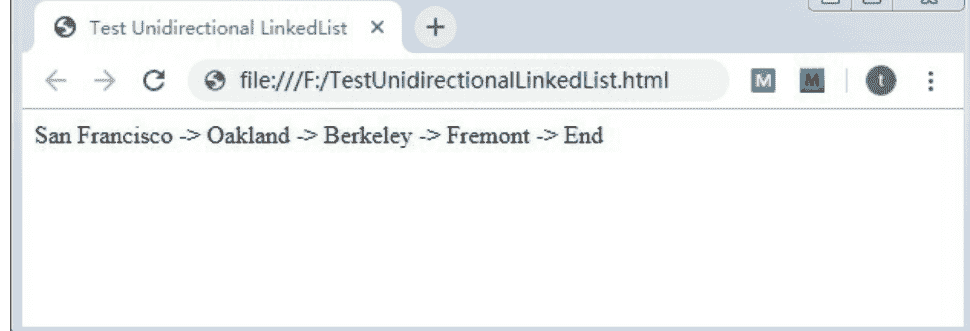 Test Unidirectional LinkedList
file:///F:/TestUnidirectionalLinkedList.html
M
M
t
San Francisco -> Oakland -> Berkeley -> Fremont -> End